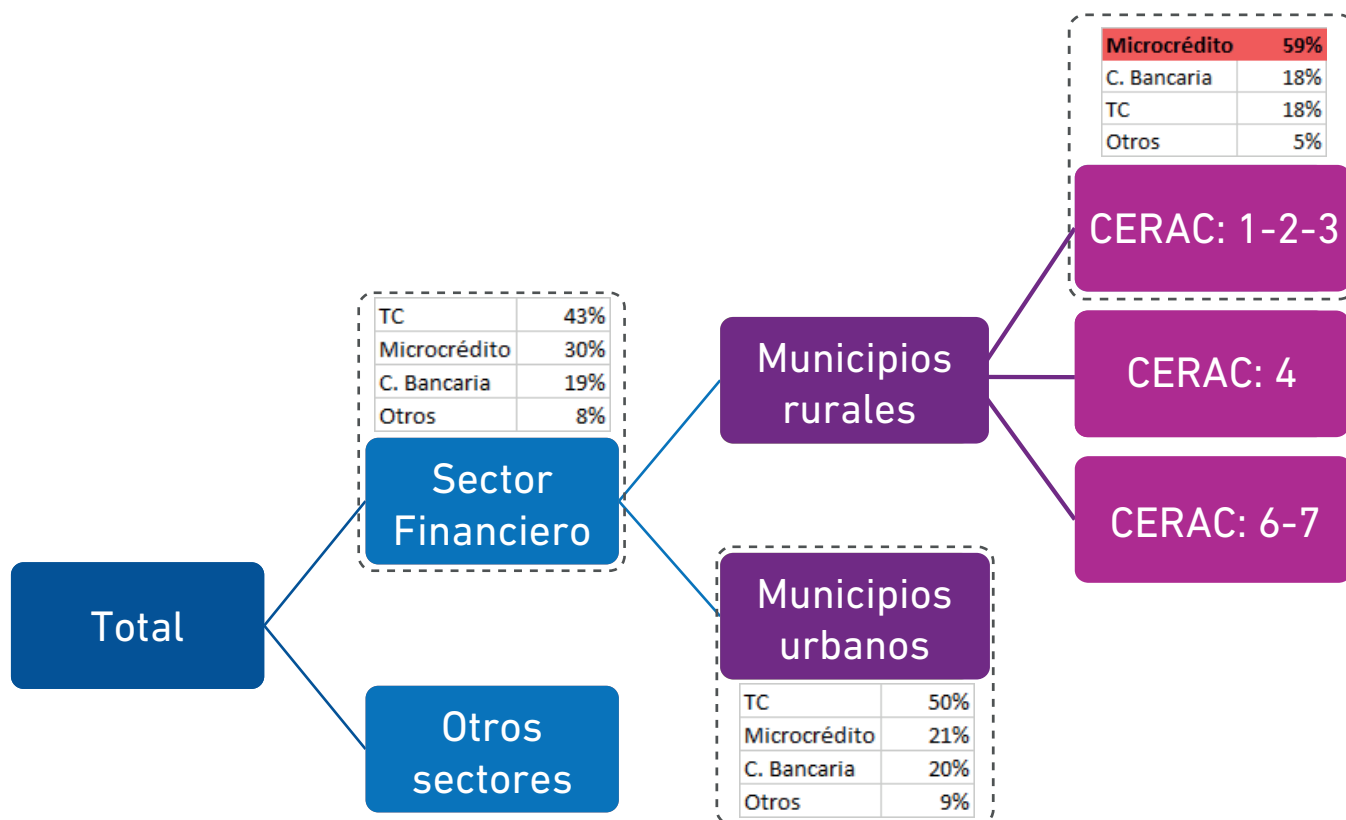 Microcrédito 59%
C. Bancaria 18%
TC 18%
Otros 5%
CERAC: 1-2-3
TC 43%
Microcrédito 30%
C. Bancaria 19%
Otros 8%
Municipios
rurales
CERAC: 4
Sector
Financiero
CERAC: 6-7
Total
Municipios
urbanos
TC 50%
Microcrédito 21%
C. Bancaria 20%
Otros 9%
Otros
sectores